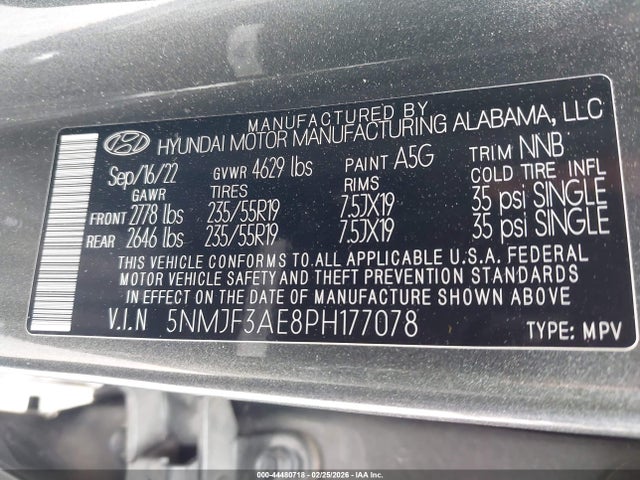 MANUFACTURED BY
HYUNDAI MOTOR MANUFACTURING ALABAMA, LLC
Sep/16/22 GVWR 4629 lbs PAINT A5G TRIM NNB
GAWR TIRES RIMS COLD TIRE INFL
FRONT 2778 lbs 235/55R19 7.5JX19 35 psi SINGLE
REAR 2646 lbs 235/55R19 7.5JX19 35 psi SINGLE
THIS VEHICLE CONFORMS TO ALL APPLICABLE U.S.A. FEDERAL
MOTOR VEHICLE SAFETY AND THEFT PREVENTION STANDARDS
IN EFFECT ON THE DATE OF MANUFACTURE SHOWN ABOVE
V.I.N 5NMJF3AE8PH177078 TYPE: MPV
000-44480718 - 02/25/2026 - IAA Inc.